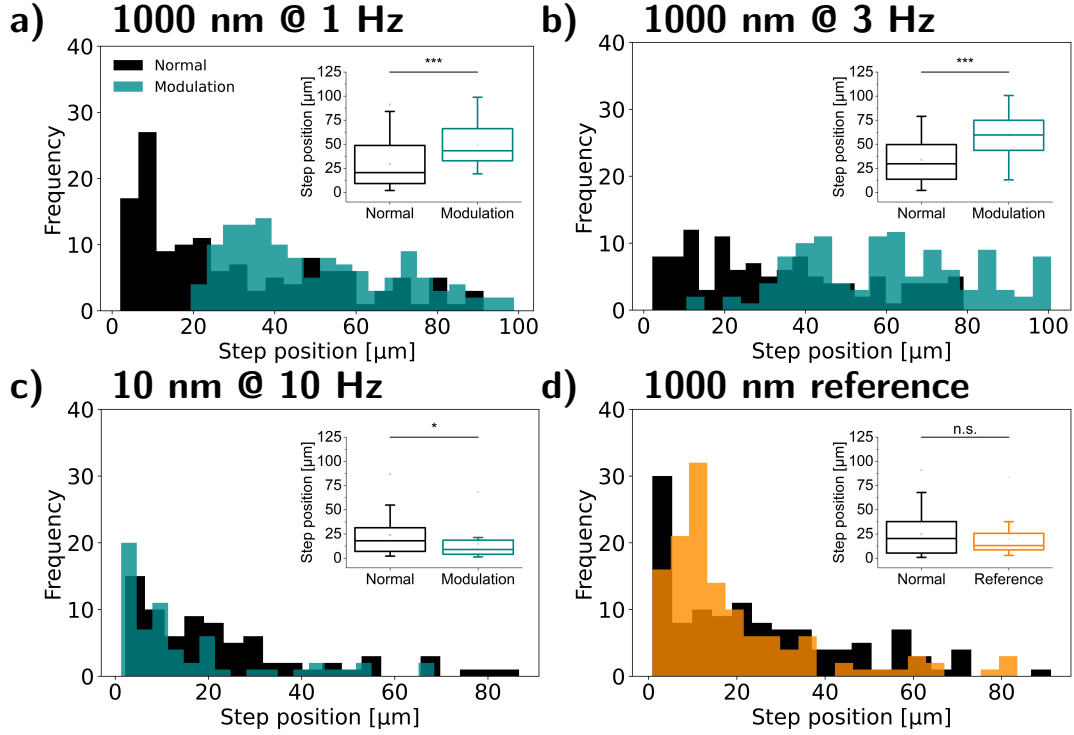 a) 1000 nm @ 1 Hz
40
30
20
10
0
Frequency
Normal
Modulation
0 20 40 60 80 100
Step position [µm]
***
125
75
50
25
0
Step position [µm]
Normal Modulation
b) 1000 nm @ 3 Hz
40
30
20
10
0
Frequency
0 20 40 60 80 100
Step position [µm]
***
125
75
50
25
0
Step position [µm]
Normal Modulation
c) 10 nm @ 10 Hz
40
30
20
10
0
Frequency
0 20 40 60 80
Step position [µm]
*
125
75
50
25
0
Step position [µm]
Normal Modulation
d) 1000 nm reference
40
30
20
10
0
Frequency
0 20 40 60 80
Step position [µm]
n.s.
125
75
50
25
0
Step position [µm]
Normal Reference